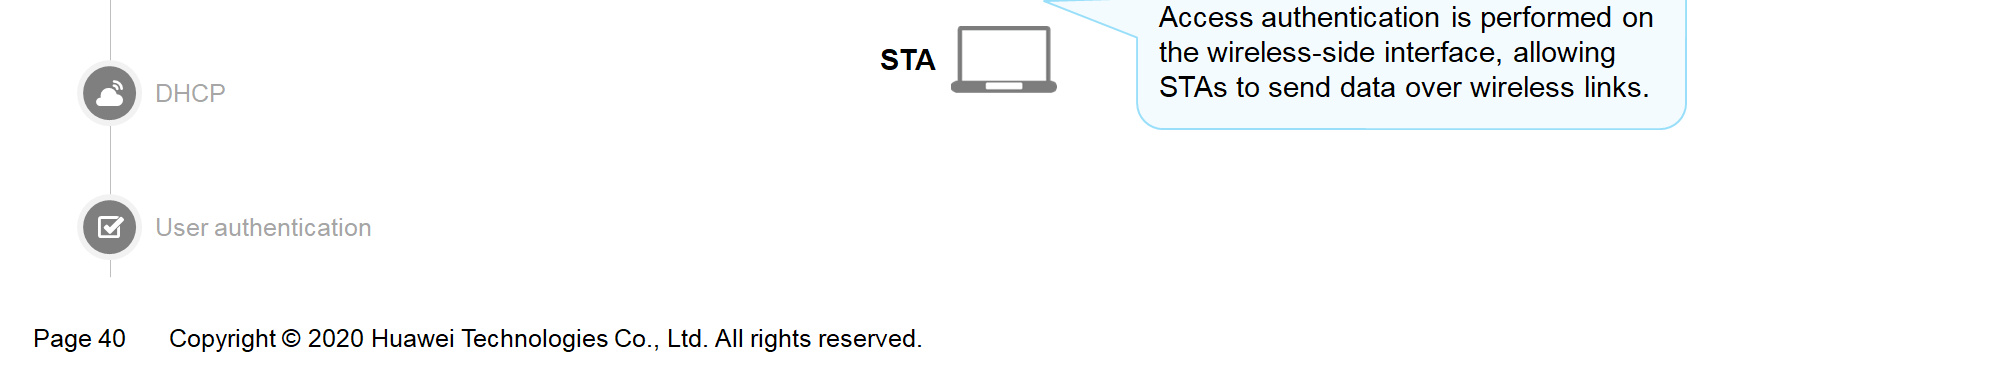 Access authentication is performed on
the wireless-side interface, allowing
STAs to send data over wireless links.
STA
DHCP
User authentication
Page 40 Copyright © 2020 Huawei Technologies Co., Ltd. All rights reserved.